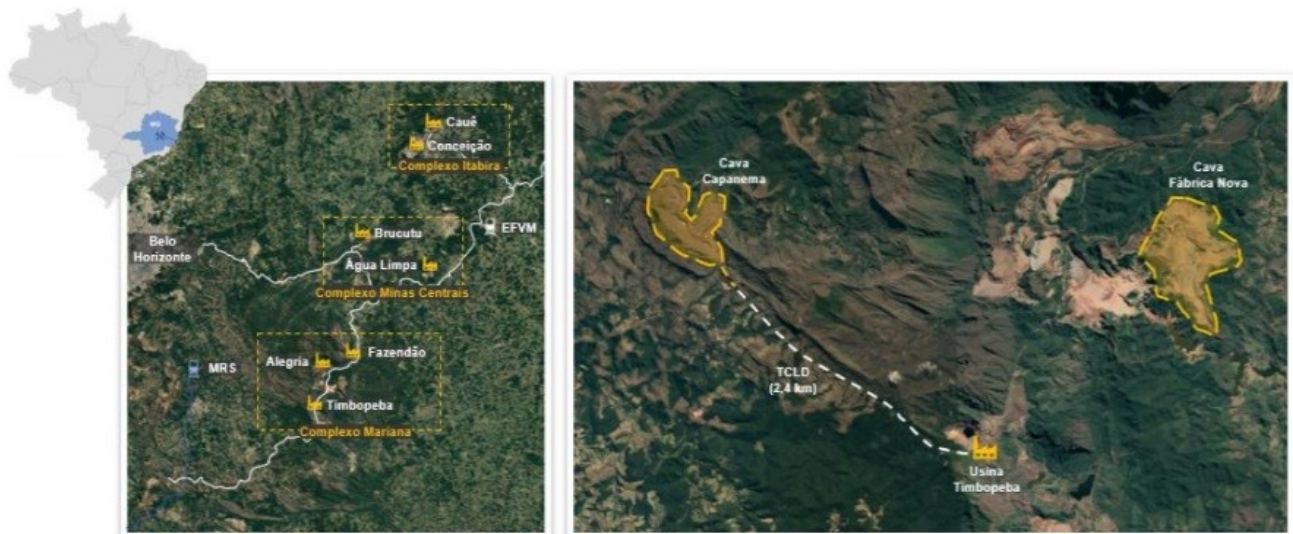 MG
Cauê
Conceição
Complexo Itabira
Belo
Horizonte
Brucutu
EFVM
Água Limpa
Complexo Minas Centrais
MRS
Alegria
Fazendão
Timbopeba
Complexo Mariana
Cava
Capanema
Cava
Fábrica Nova
TCLD
(2,4 km)
Usina
Timbopeba